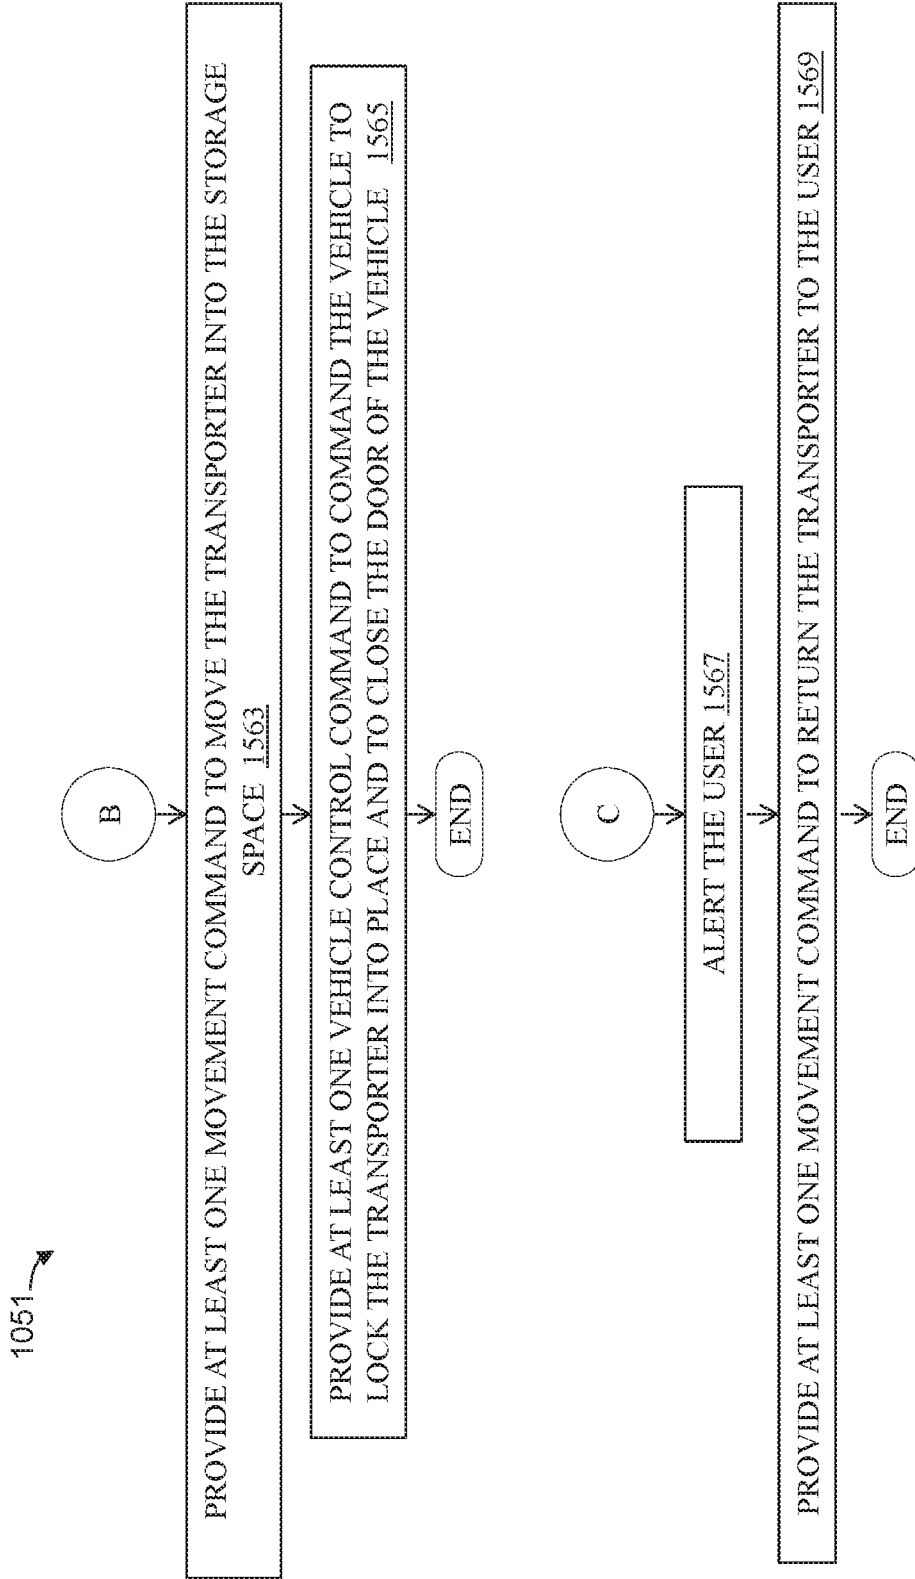 1051
B
PROVIDE AT LEAST ONE MOVEMENT COMMAND TO MOVE THE TRANSPORTER INTO THE STORAGE
SPACE 1563
PROVIDE AT LEAST ONE VEHICLE CONTROL COMMAND TO COMMAND THE VEHICLE TO
LOCK THE TRANSPORTER INTO PLACE AND TO CLOSE THE DOOR OF THE VEHICLE 1565
END
C
ALERT THE USER 1567
PROVIDE AT LEAST ONE MOVEMENT COMMAND TO RETURN THE TRANSPORTER TO THE USER 1569
END